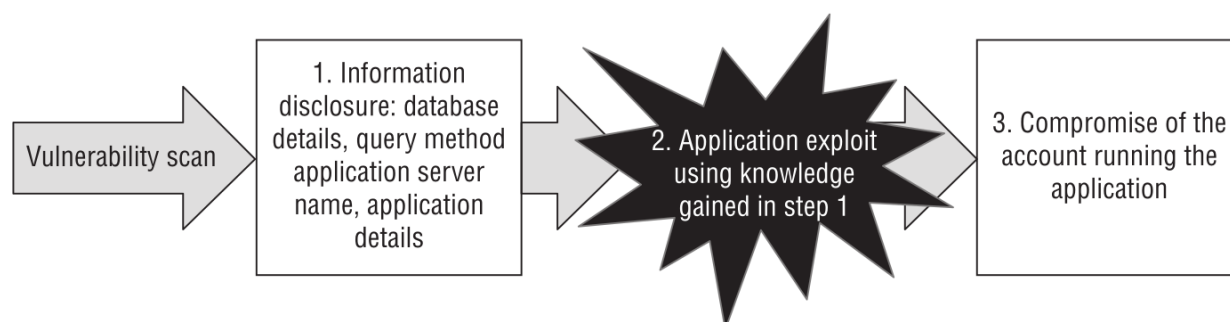 Vulnerability scan
1. Information
disclosure: database
details, query method
application server
name, application
details
2. Application exploit
using knowledge
gained in step 1
3. Compromise of the
account running the
application